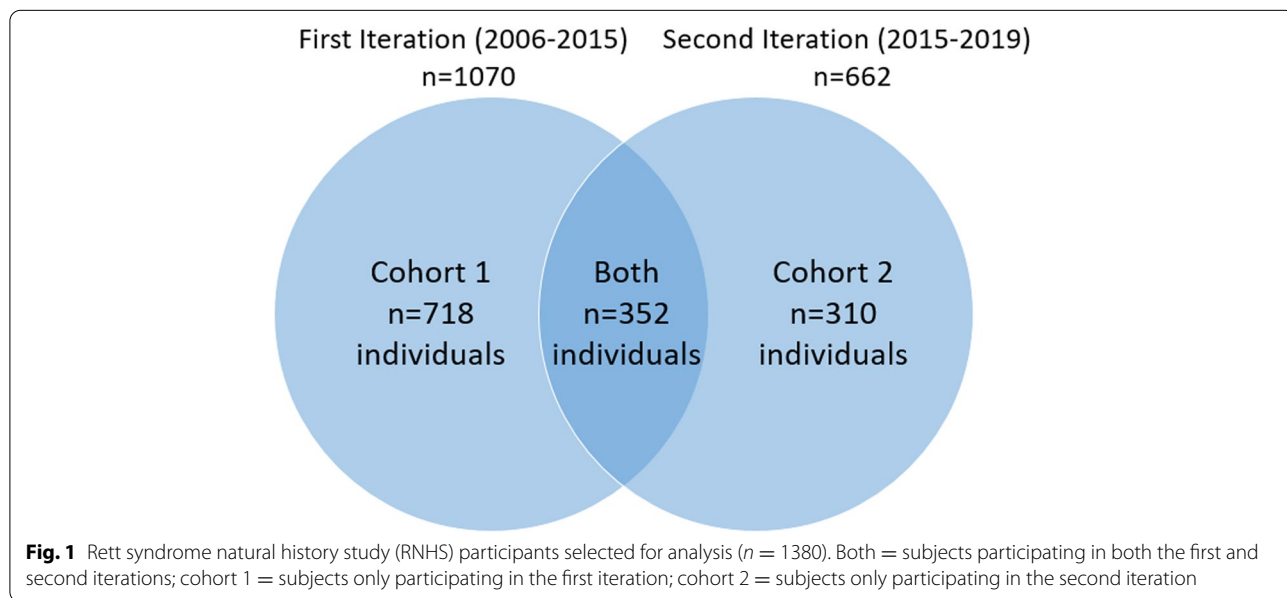 First Iteration (2006-2015)
n=1070
Second Iteration (2015-2019)
n=662
Cohort 1
n=718
individuals
Both
n=352
individuals
Cohort 2
n=310
individuals
Fig. 1 Rett syndrome natural history study (RNHS) participants selected for analysis (n = 1380). Both = subjects participating in both the first and
second iterations; cohort 1 = subjects only participating in the first iteration; cohort 2 = subjects only participating in the second iteration